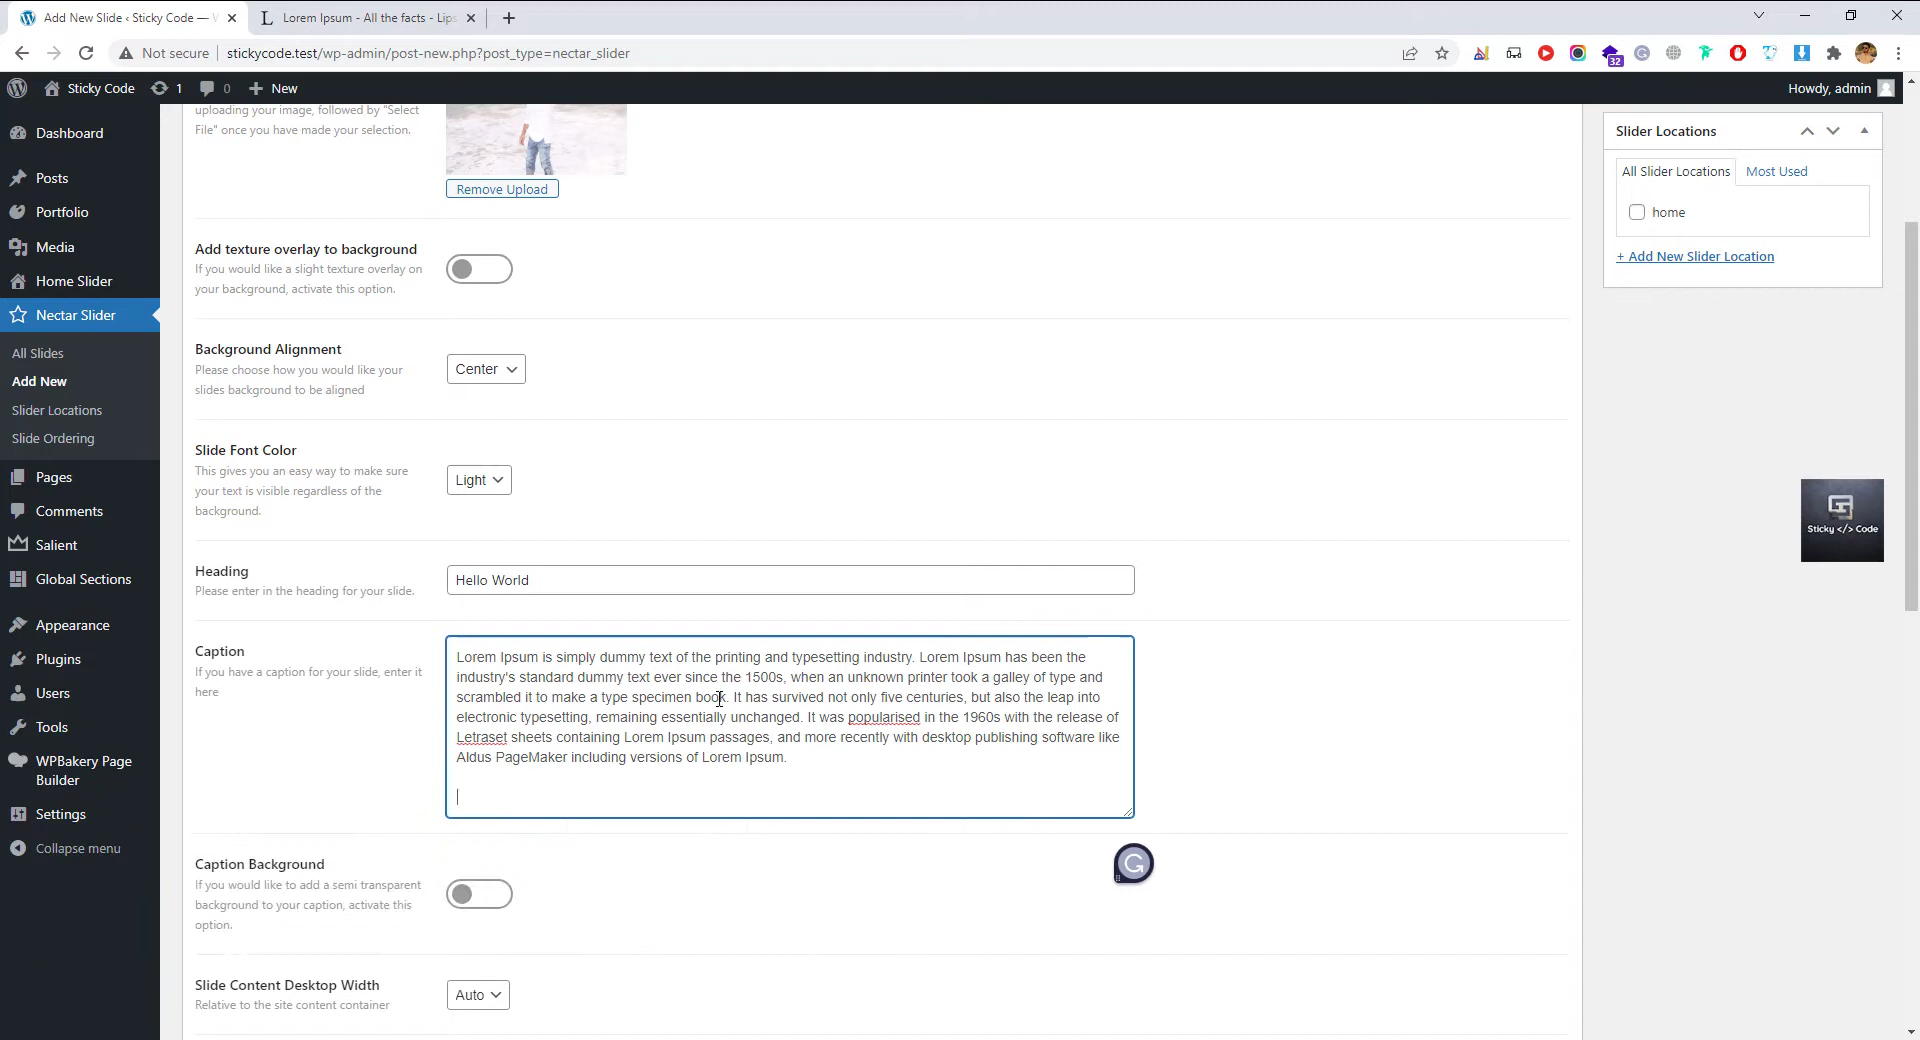 Add New Slide ‹ Sticky Code — W
Lorem Ipsum - All the facts - Lips
Not secure
stickycode.test/wp-admin/post-new.php?post_type=nectar_slider
32
Sticky Code
1
0
New
Howdy, admin
Dashboard
Posts
Portfolio
Media
Home Slider
Nectar Slider
All Slides
Add New
Slider Locations
Slide Ordering
Pages
Comments
Salient
Global Sections
Appearance
Plugins
Users
Tools
WPBakery Page
Builder
Settings
Collapse menu
uploading your image, followed by "Select
File" once you have made your selection.
Remove Upload
Add texture overlay to background
If you would like a slight texture overlay on
your background, activate this option.
Background Alignment
Please choose how you would like your
slides background to be aligned
Center
Slide Font Color
This gives you an easy way to make sure
your text is visible regardless of the
background.
Light
Heading
Please enter in the heading for your slide.
Hello World
Caption
If you have a caption for your slide, enter it
here
Lorem Ipsum is simply dummy text of the printing and typesetting industry. Lorem Ipsum has been the
industry's standard dummy text ever since the 1500s, when an unknown printer took a galley of type and
scrambled it to make a type specimen book. It has survived not only five centuries, but also the leap into
electronic typesetting, remaining essentially unchanged. It was popularised in the 1960s with the release of
Letraset sheets containing Lorem Ipsum passages, and more recently with desktop publishing software like
Aldus PageMaker including versions of Lorem Ipsum.
Caption Background
If you would like to add a semi transparent
background to your caption, activate this
option.
Slide Content Desktop Width
Relative to the site content container
Auto
Slider Locations
All Slider Locations
Most Used
home
+ Add New Slider Location
Sticky </> Code